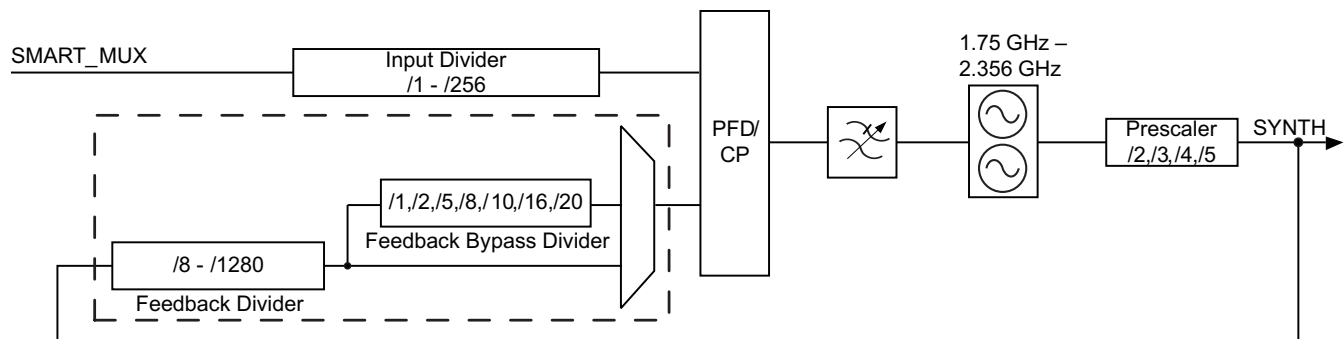 SMART_MUX
Input Divider
/1 - /256
PFD/
CP
1.75 GHz –
2.356 GHz
Prescaler
/2,/3,/4,/5
SYNTH
/1,/2,/5,/8,/10,/16,/20
Feedback Bypass Divider
/8 - /1280
Feedback Divider